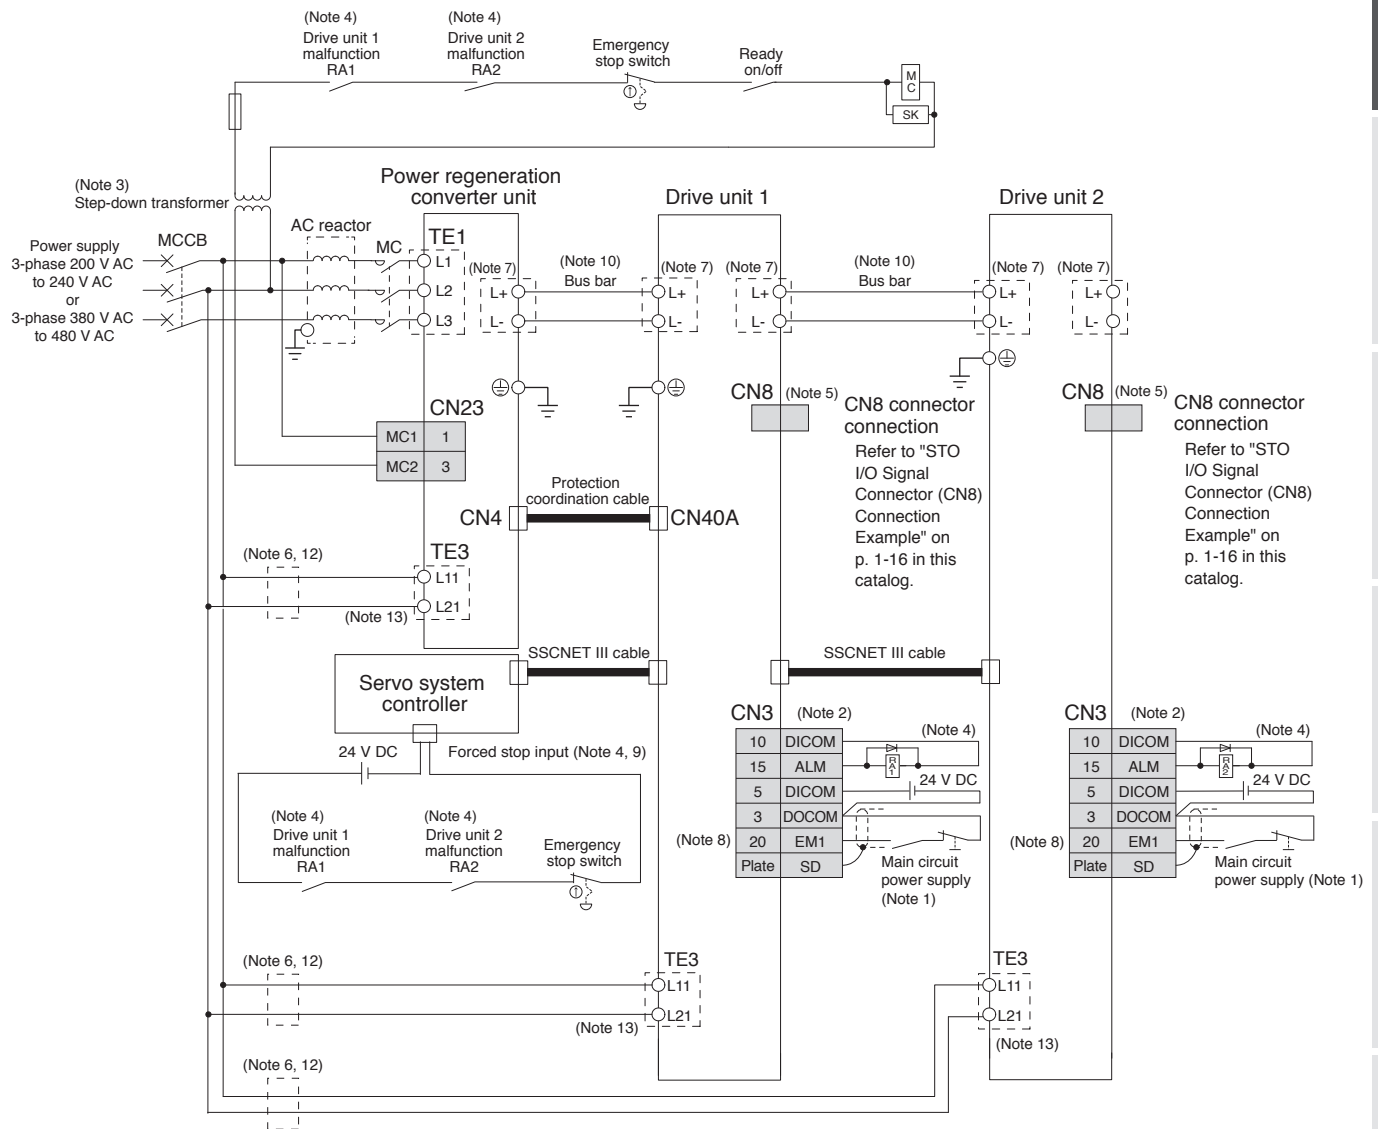 (Note 4)
Drive unit 1
malfunction
RA1
(Note 4)
Drive unit 2
malfunction
RA2
Emergency
stop switch
Ready
on/off
MC
SK
(Note 3)
Step-down transformer
Power supply
3-phase 200 V AC
to 240 V AC
or
3-phase 380 V AC
to 480 V AC
MCCB
AC reactor
MC
Power regeneration
converter unit
TE1
L1
L2
L3
(Note 7)
L+
L-
(Note 10)
Bus bar
Drive unit 1
(Note 7)
L+
L-
(Note 7)
L+
L-
(Note 10)
Bus bar
Drive unit 2
(Note 7)
L+
L-
(Note 7)
L+
L-
CN23
MC1 1
MC2 3
CN8 (Note 5)
CN8 connector
connection
Refer to "STO
I/O Signal
Connector (CN8)
Connection
Example" on
p. 1-16 in this
catalog.
CN8 (Note 5)
CN8 connector
connection
Refer to "STO
I/O Signal
Connector (CN8)
Connection
Example" on
p. 1-16 in this
catalog.
Protection
coordination cable
CN4
CN40A
(Note 6, 12)
TE3
L11
L21
(Note 13)
SSCNET III cable
SSCNET III cable
Servo system
controller
24 V DC
Forced stop input (Note 4, 9)
(Note 4)
Drive unit 1
malfunction
RA1
(Note 4)
Drive unit 2
malfunction
RA2
Emergency
stop switch
CN3 (Note 2)
10 DICOM
15 ALM
5 DICOM
3 DOCOM
(Note 8) 20 EM1
Plate SD
(Note 4)
RA1
24 V DC
Main circuit
power supply
(Note 1)
CN3 (Note 2)
10 DICOM
15 ALM
5 DICOM
3 DOCOM
(Note 8) 20 EM1
Plate SD
(Note 4)
RA2
24 V DC
Main circuit
power supply (Note 1)
(Note 6, 12)
TE3
L11
L21
(Note 13)
TE3
L11
L21
(Note 13)
(Note 6, 12)